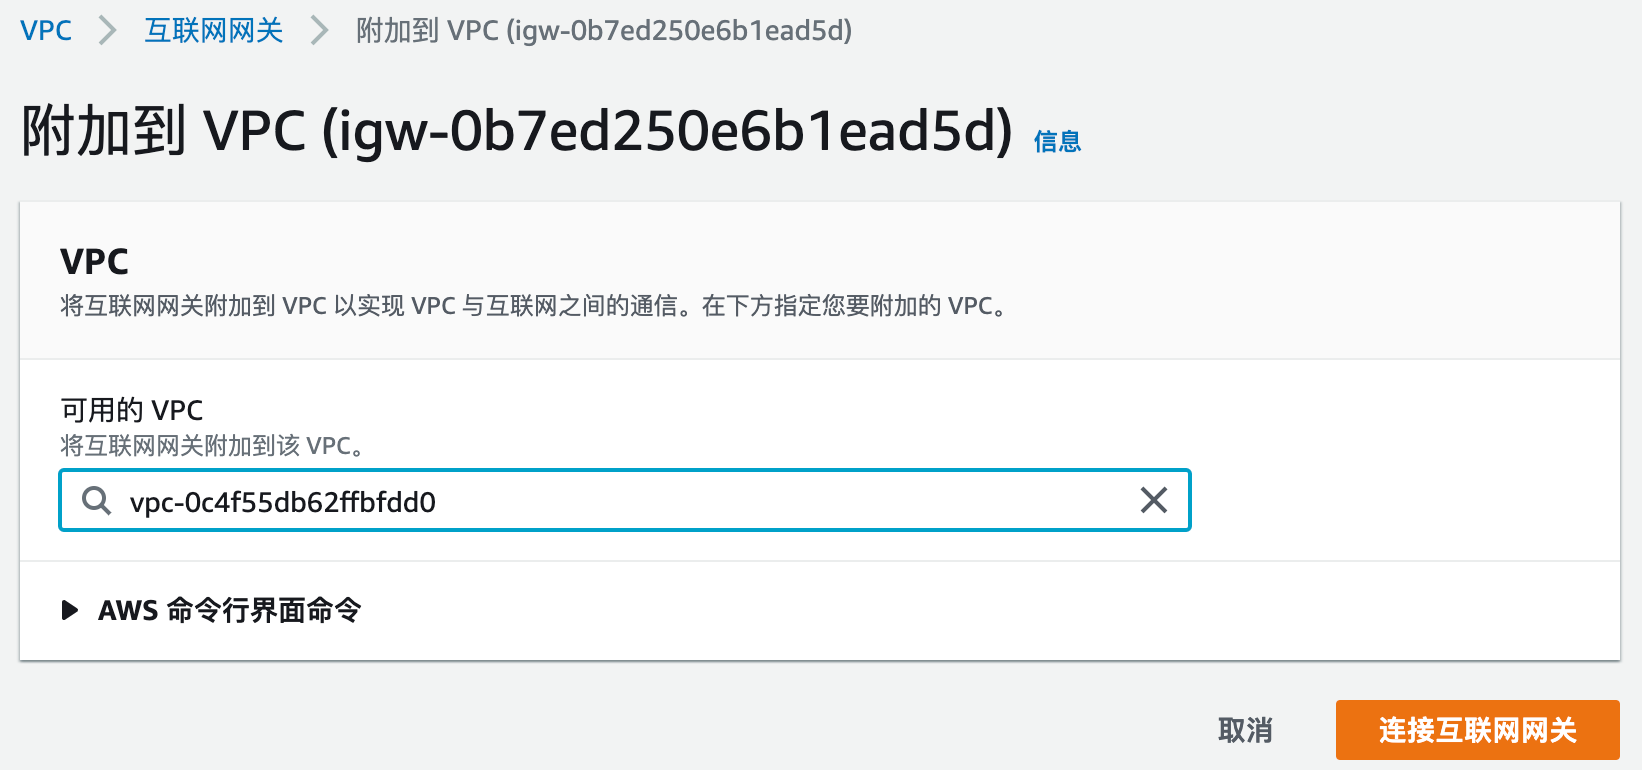 VPC 互联网网关 附加到 VPC (igw-0b7ed250e6b1ead5d)
附加到 VPC (igw-0b7ed250e6b1ead5d) 信息
VPC
将互联网网关附加到 VPC 以实现 VPC 与互联网之间的通信。在下方指定您要附加的 VPC。
可用的 VPC
将互联网网关附加到该 VPC。
vpc-0c4f55db62ffbfdd0
AWS 命令行界面命令
取消 连接互联网网关